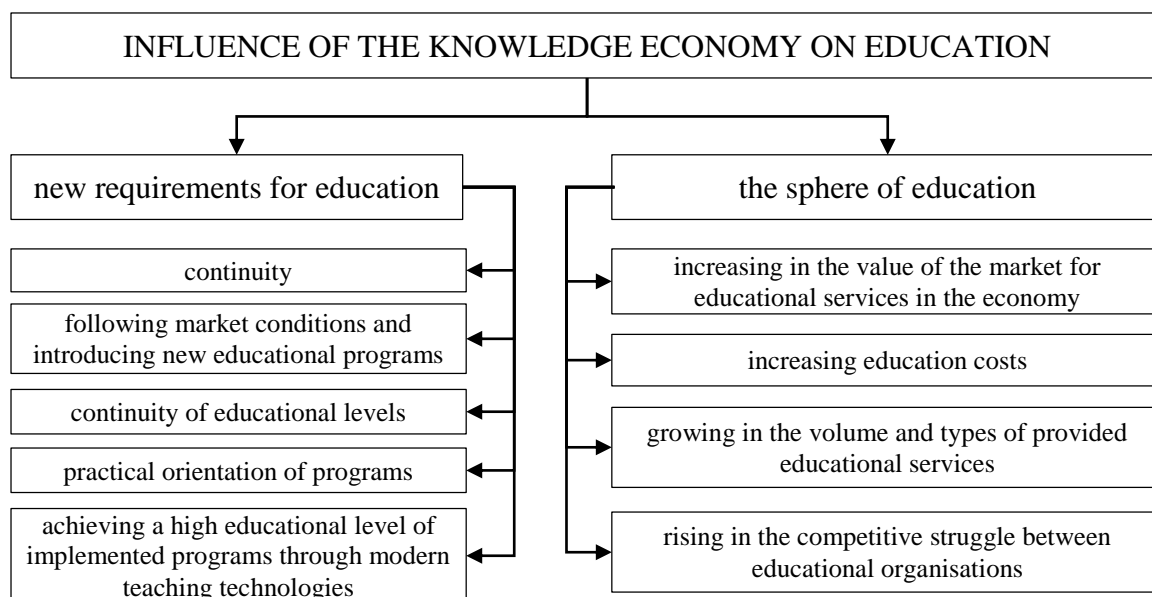 INFLUENCE OF THE KNOWLEDGE ECONOMY ON EDUCATION
new requirements for education
continuity
following market conditions and
introducing new educational programs
continuity of educational levels
practical orientation of programs
achieving a high educational level of
implemented programs through modern
teaching technologies
the sphere of education
increasing in the value of the market for
educational services in the economy
increasing education costs
growing in the volume and types of provided
educational services
rising in the competitive struggle between
educational organisations